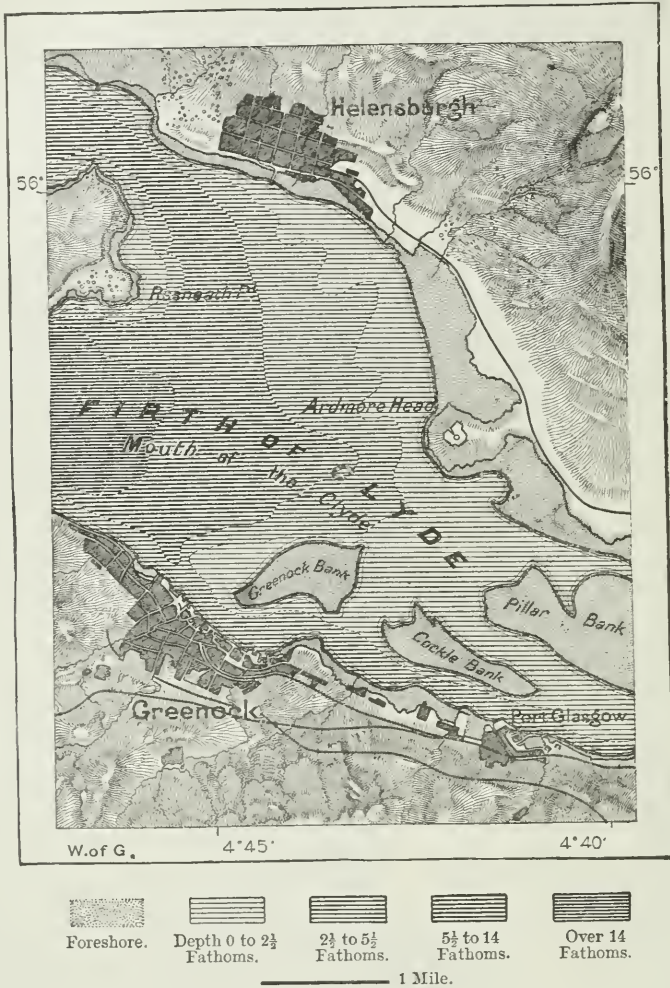 Helensburgh
56°
56°
Rosneath Pt.
Ardmore Head
FIRTH OF CLYDE
Mouth of the Clyde
Greenock Bank
Pillar Bank
Cockle Bank
Greenock
Port Glasgow
W. of G.
4°45'
4°40'
Foreshore.
Depth 0 to 2½
Fathoms.
2½ to 5½
Fathoms.
5½ to 14
Fathoms.
Over 14
Fathoms.
1 Mile.